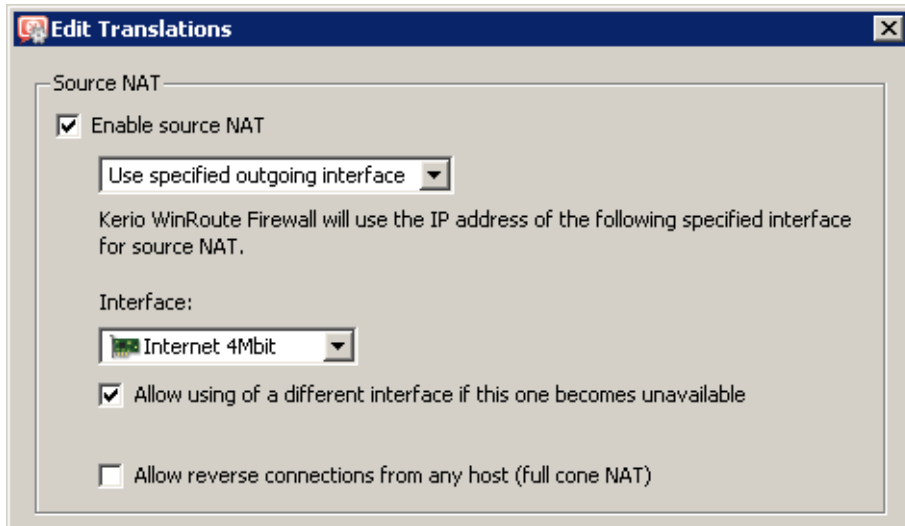 Edit Translations
Source NAT
Enable source NAT
Use specified outgoing interface
Kerio WinRoute Firewall will use the IP address of the following specified interface
for source NAT.
Interface:
Internet 4Mbit
Allow using of a different interface if this one becomes unavailable
Allow reverse connections from any host (full cone NAT)